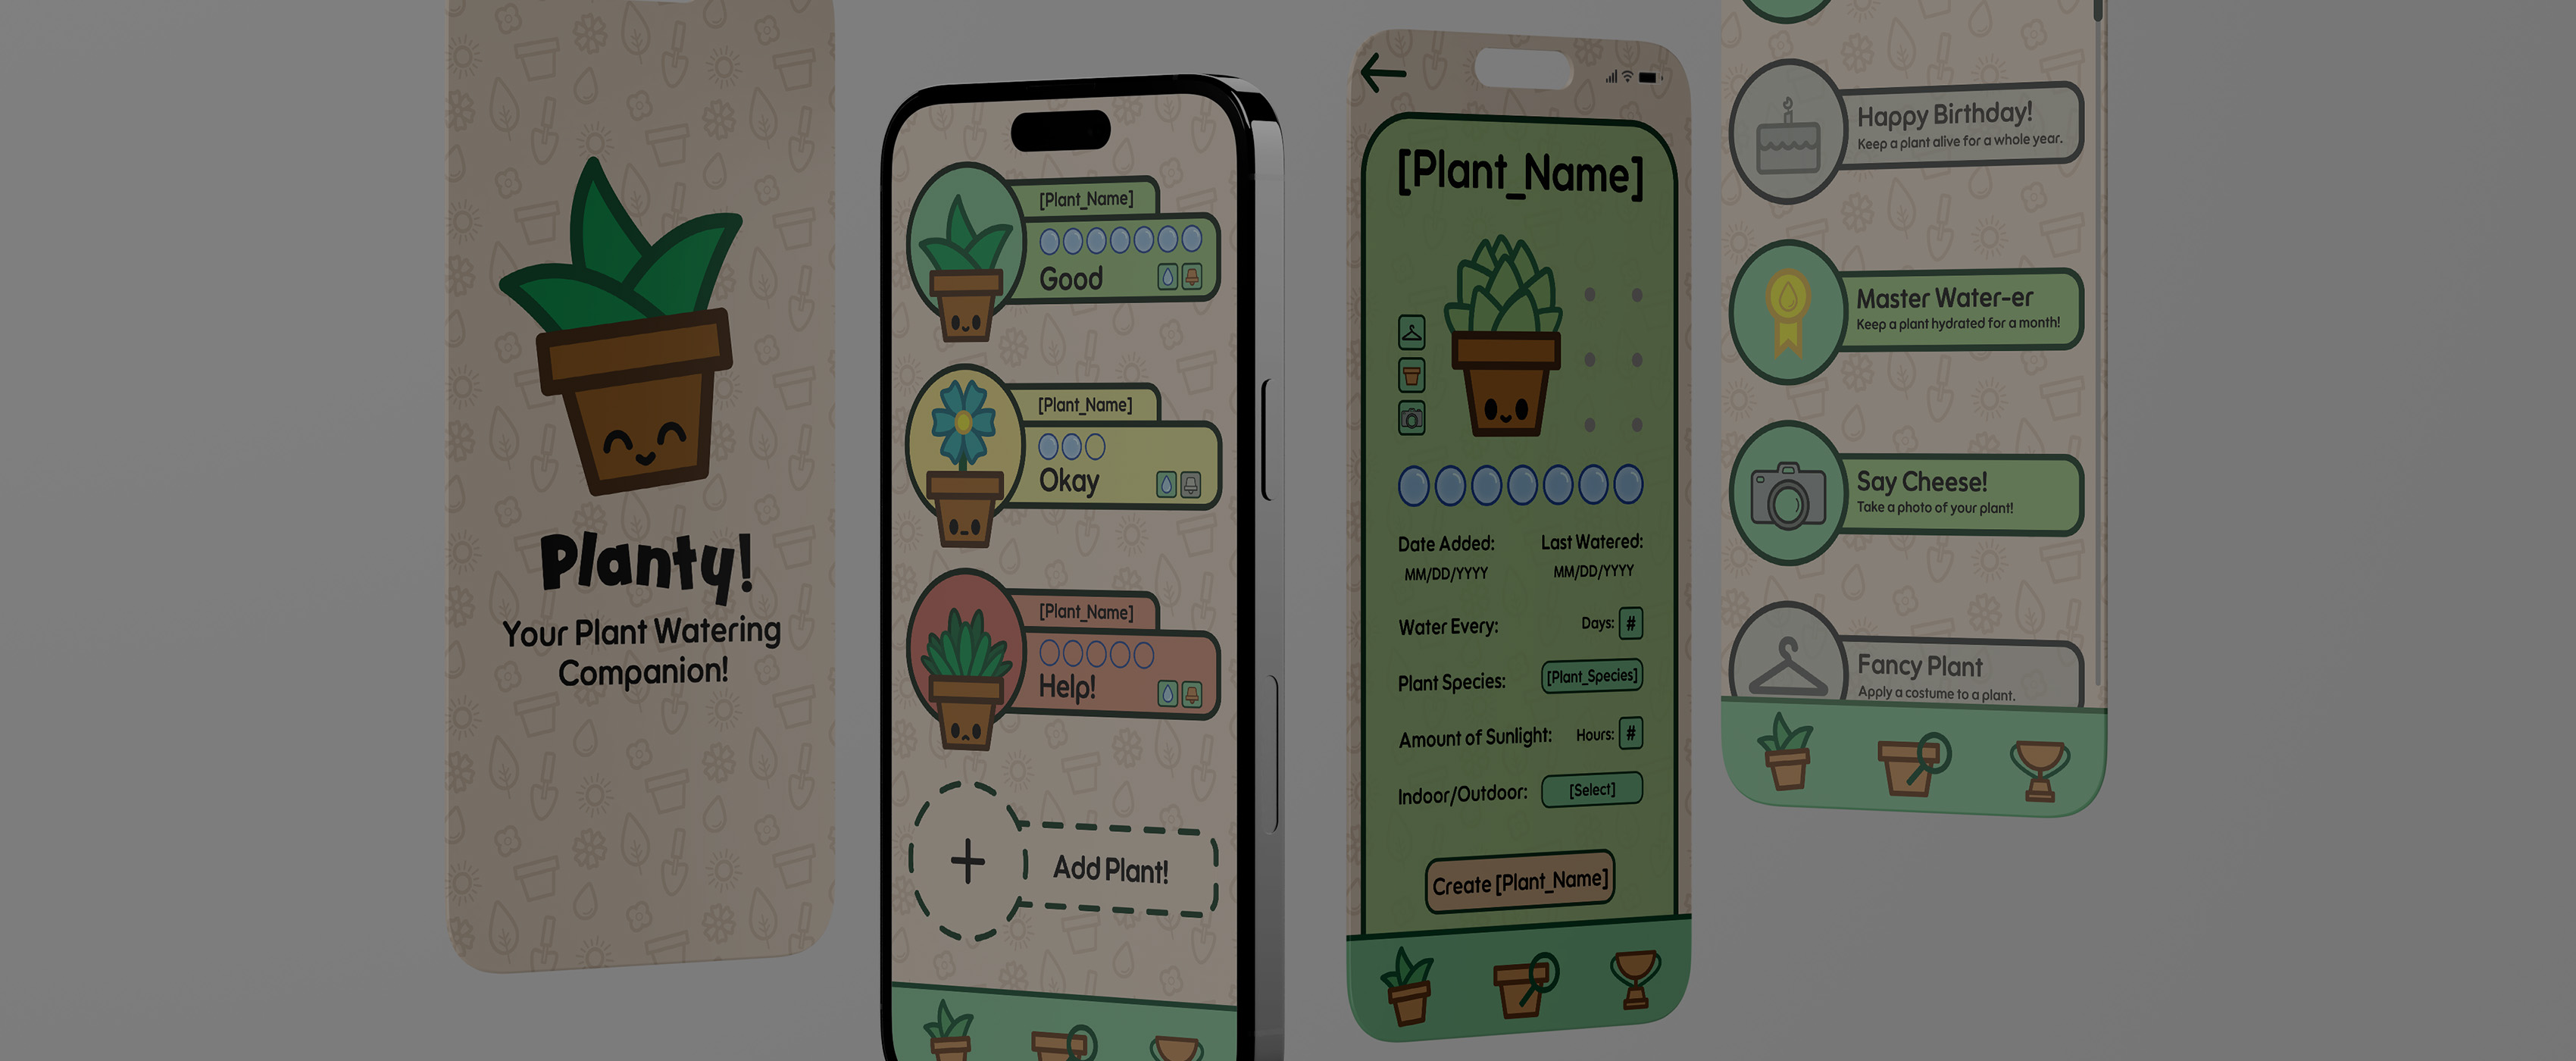 Planty!
Your Plant Watering
Companion!
[Plant_Name]
Good
[Plant_Name]
Okay
[Plant_Name]
Help!
Add Plant!
[Plant_Name]
Date Added:
Last Watered:
MM/DD/YYYY
MM/DD/YYYY
Water Every:
Days: #
Plant Species:
[Plant_Species]
Amount of Sunlight:
Hours: #
Indoor/Outdoor:
[Select]
Create [Plant_Name]
Happy Birthday!
Keep a plant alive for a whole year.
Master Water-er
Keep a plant hydrated for a month!
Say Cheese!
Take a photo of your plant!
Fancy Plant
Apply a costume to a plant.